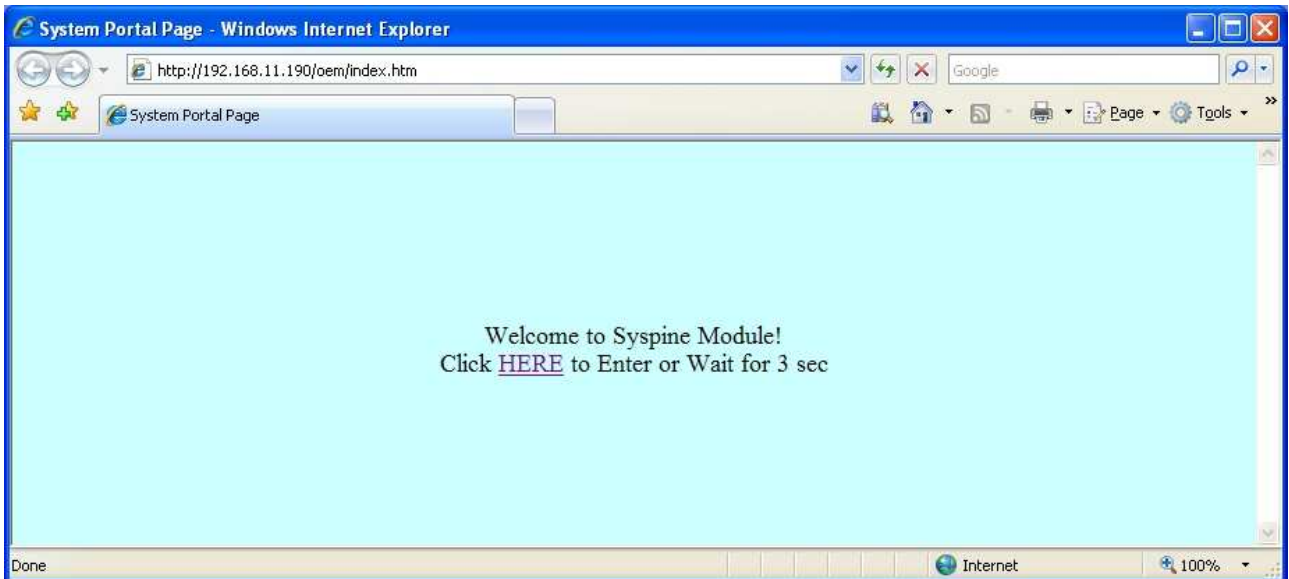 System Portal Page - Windows Internet Explorer
http://192.168.11.190/oem/index.htm
Google
System Portal Page
Page
Tools
Welcome to Syspine Module!
Click HERE to Enter or Wait for 3 sec
Done
Internet
100%